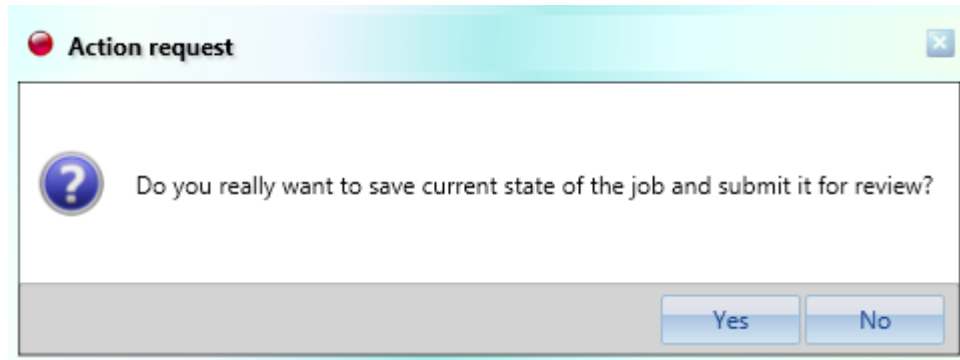 Action request
Do you really want to save current state of the job and submit it for review?
Yes
No